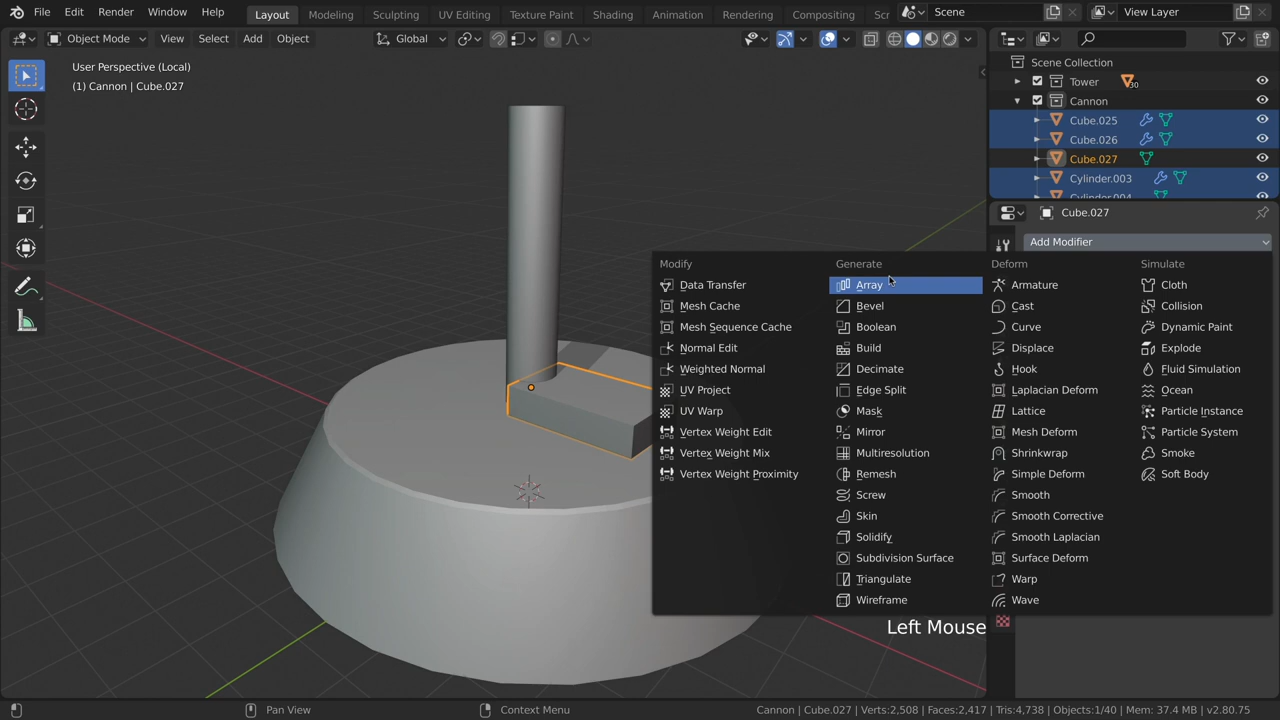 File Edit Render Window Help Layout Modeling Sculpting UV Editing Texture Paint Shading Animation Rendering Compositing Scr Scene View Layer
Object Mode View Select Add Object Global
User Perspective (Local)
(1) Cannon | Cube.027
Scene Collection
Tower 30
Cannon
Cube.025
Cube.026
Cube.027
Cylinder.003
Cylinder.004
Cube.027
Add Modifier
Modify
Data Transfer
Mesh Cache
Mesh Sequence Cache
Normal Edit
Weighted Normal
UV Project
UV Warp
Vertex Weight Edit
Vertex Weight Mix
Vertex Weight Proximity
Generate
Array
Bevel
Boolean
Build
Decimate
Edge Split
Mask
Mirror
Multiresolution
Remesh
Screw
Skin
Solidify
Subdivision Surface
Triangulate
Wireframe
Deform
Armature
Cast
Curve
Displace
Hook
Laplacian Deform
Lattice
Mesh Deform
Shrinkwrap
Simple Deform
Smooth
Smooth Corrective
Smooth Laplacian
Surface Deform
Warp
Wave
Simulate
Cloth
Collision
Dynamic Paint
Explode
Fluid Simulation
Ocean
Particle Instance
Particle System
Smoke
Soft Body
Left Mouse
Pan View Context Menu Cannon | Cube.027 | Verts:2,508 | Faces:2,417 | Tris:4,738 | Objects:1/40 | Mem: 37.4 MB | v2.80.75